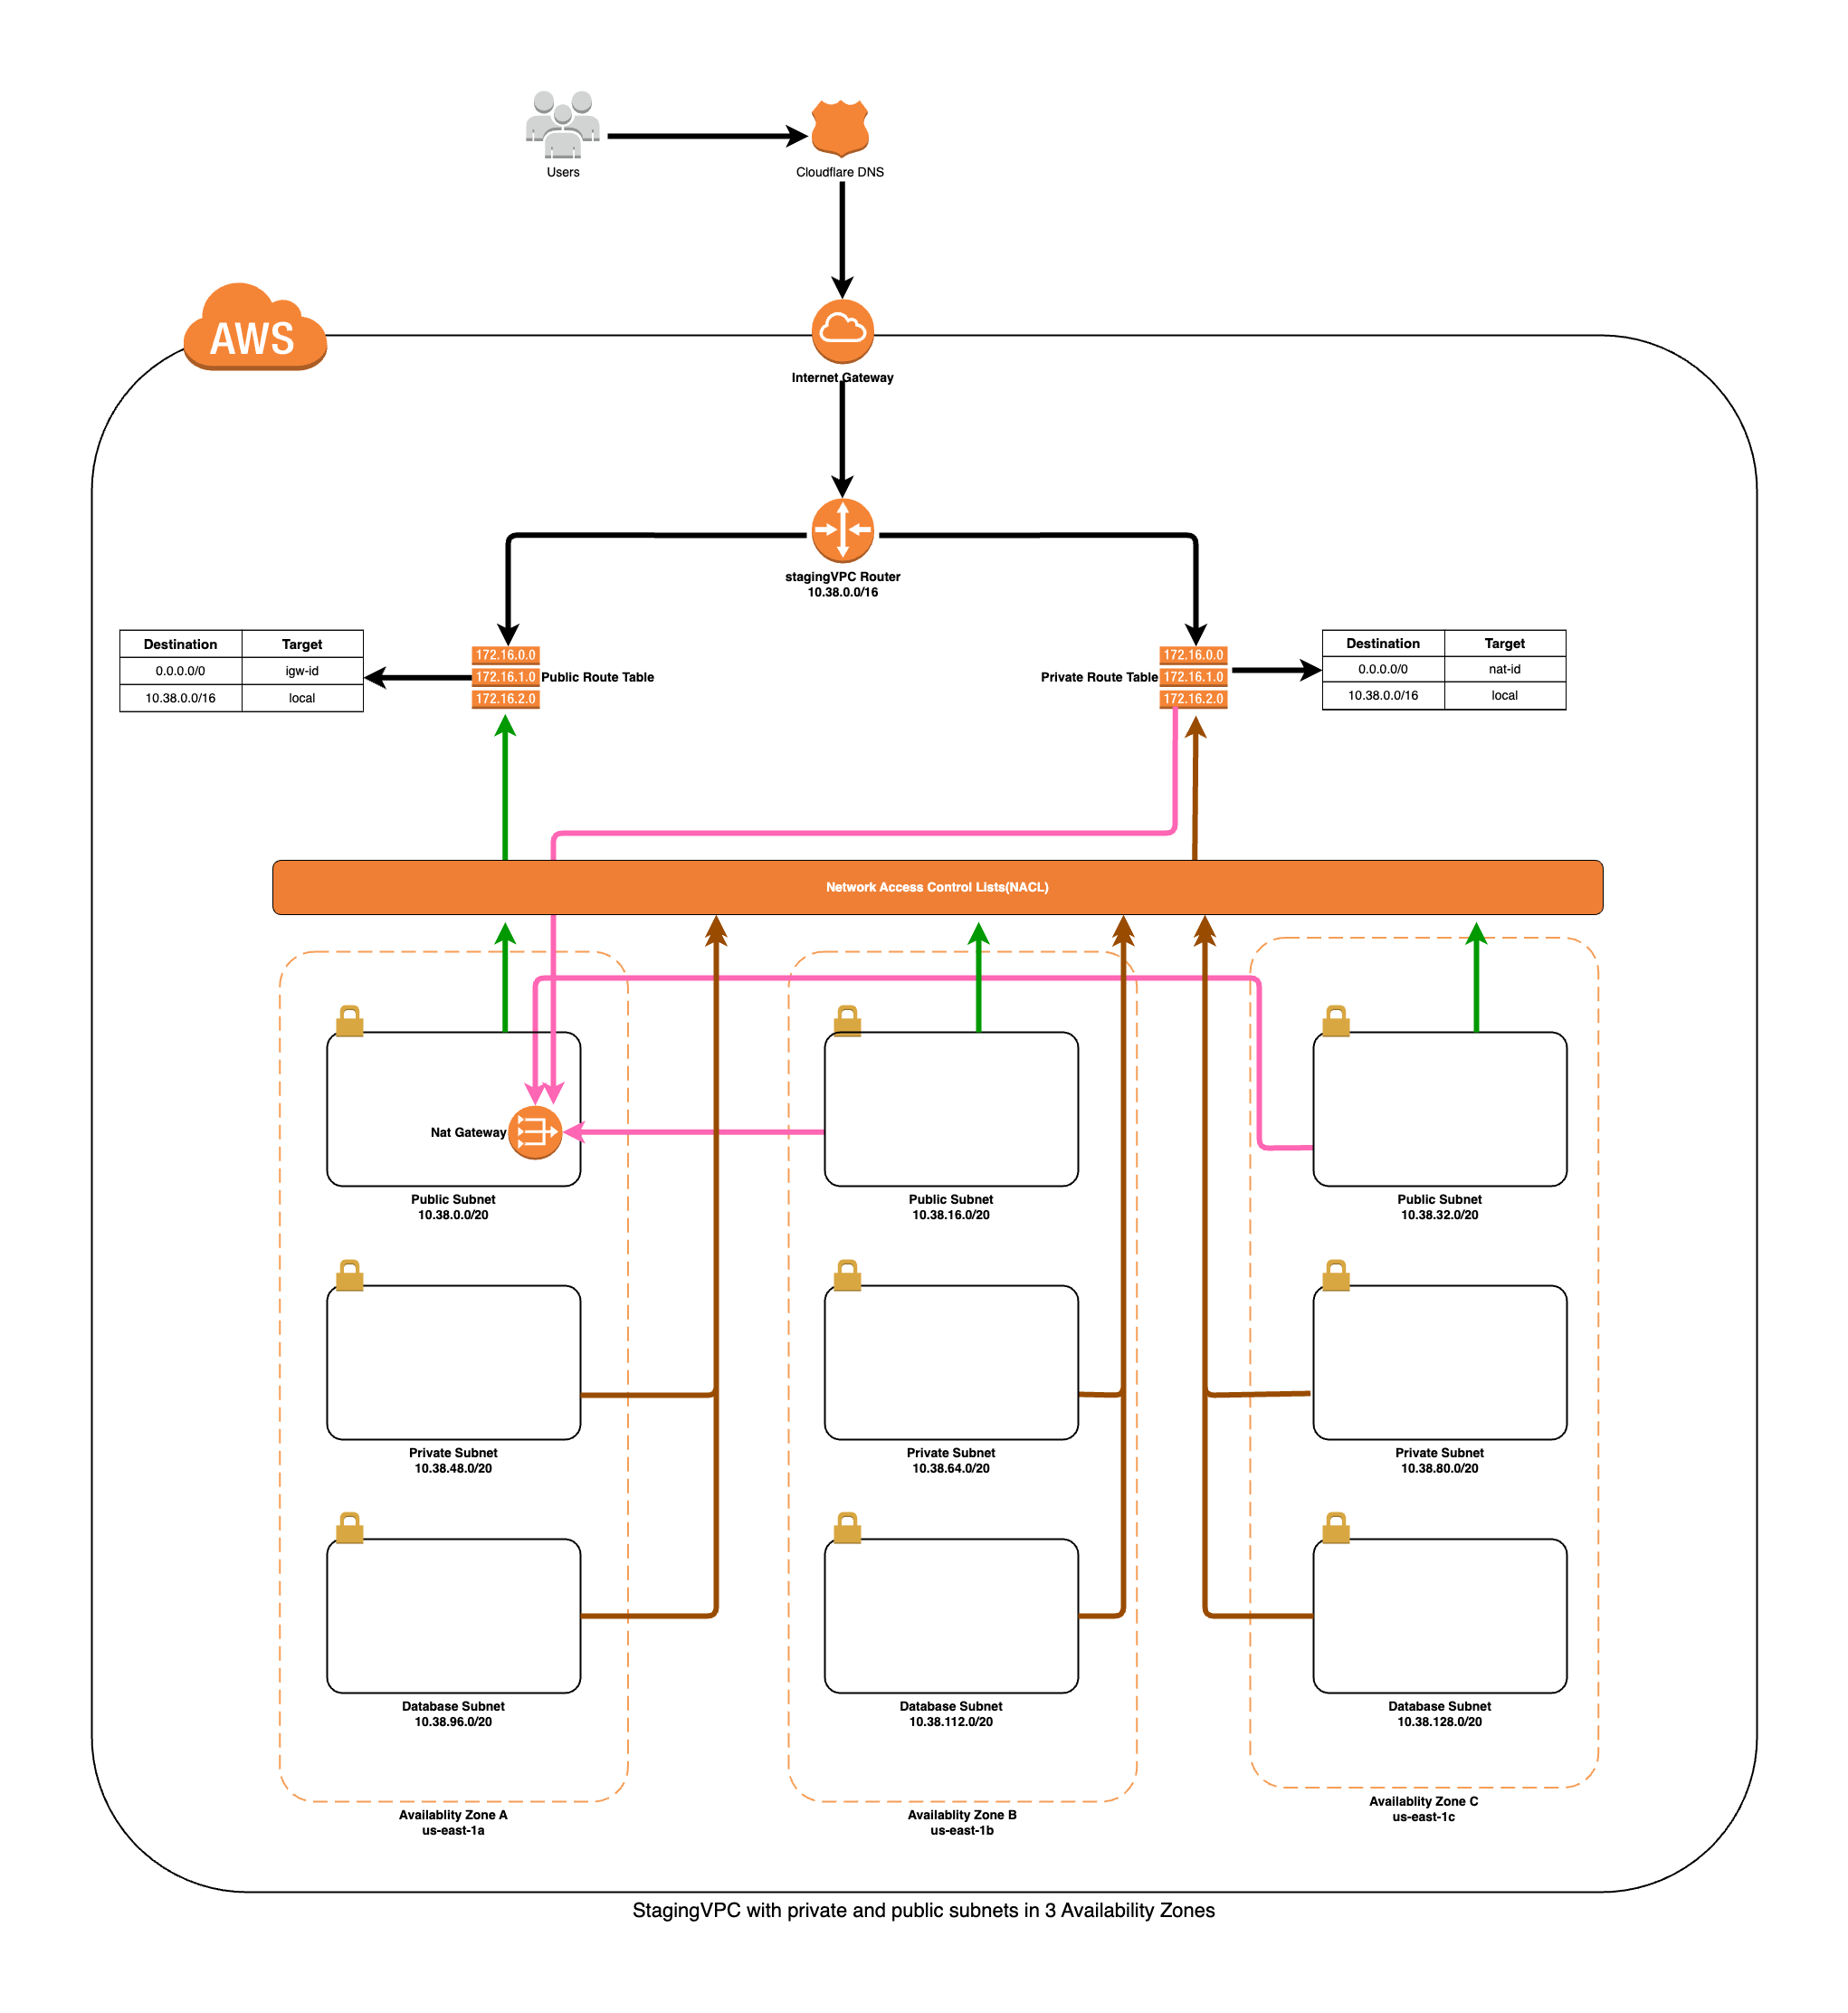 Users
Cloudflare DNS
AWS
Internet Gateway
stagingVPC Router
10.38.0.0/16
Destination Target
0.0.0.0/0 igw-id
10.38.0.0/16 local
172.16.0.0
172.16.1.0
172.16.2.0
Public Route Table
Private Route Table
172.16.0.0
172.16.1.0
172.16.2.0
Destination Target
0.0.0.0/0 nat-id
10.38.0.0/16 local
Network Access Control LIsts(NACL)
Nat Gateway
Public Subnet
10.38.0.0/20
Public Subnet
10.38.16.0/20
Public Subnet
10.38.32.0/20
Private Subnet
10.38.48.0/20
Private Subnet
10.38.64.0/20
Private Subnet
10.38.80.0/20
Database Subnet
10.38.96.0/20
Database Subnet
10.38.112.0/20
Database Subnet
10.38.128.0/20
Availablity Zone A
us-east-1a
Availablity Zone B
us-east-1b
Availablity Zone C
us-east-1c
StagingVPC with private and public subnets in 3 Availability Zones